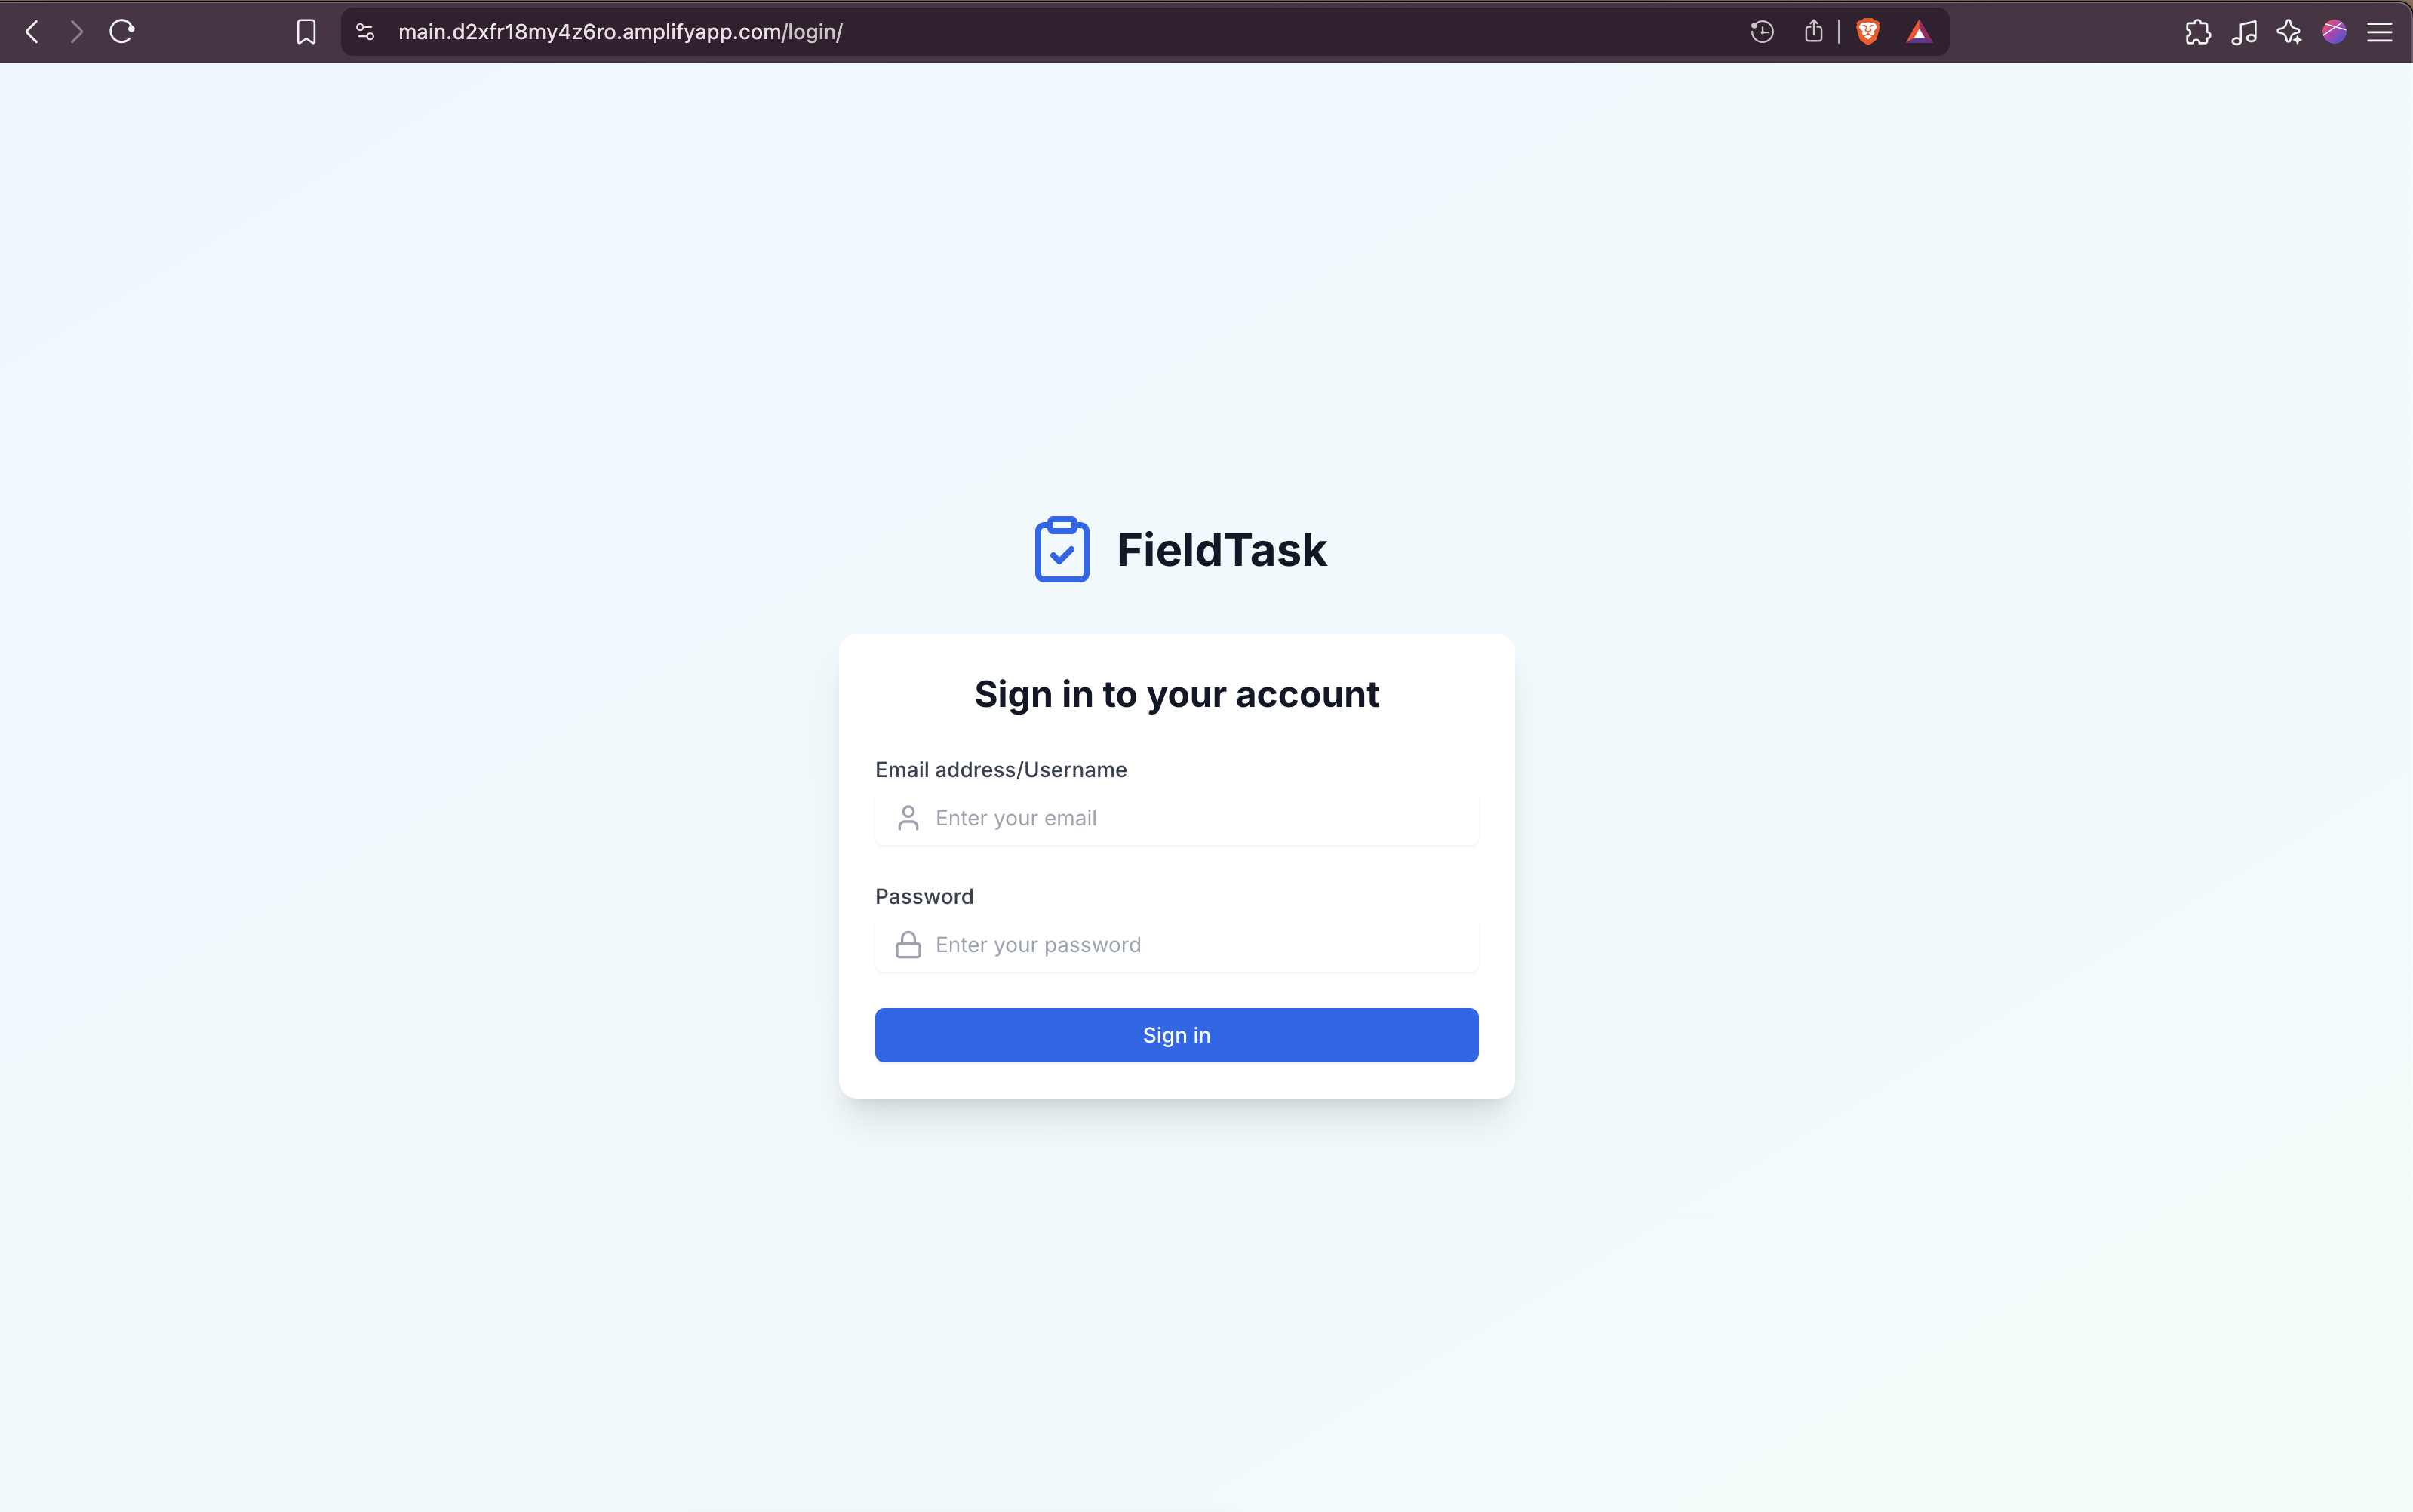 main.d2xfr18my4z6ro.amplifyapp.com/login/
FieldTask
Sign in to your account
Email address/Username
Enter your email
Password
Enter your password
Sign in